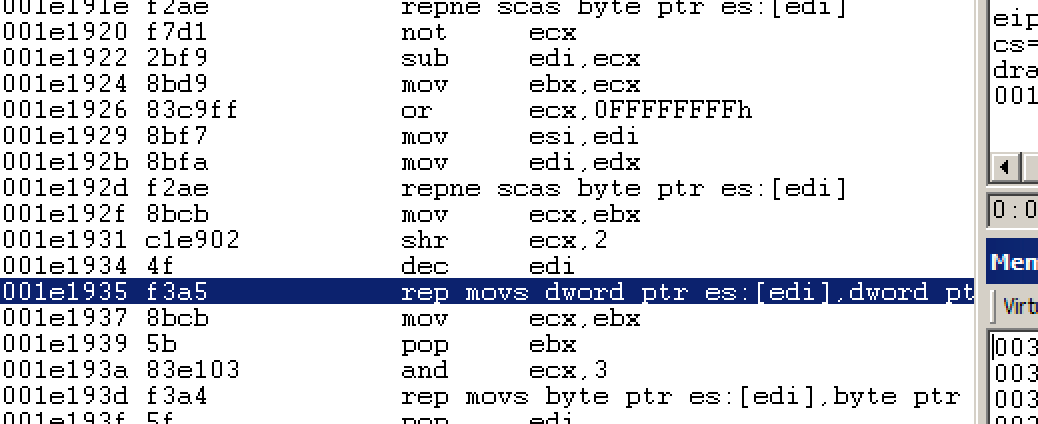 001e191e f2ae repne scas byte ptr es:[edi]
001e1920 f7d1 not ecx
001e1922 2bf9 sub edi,ecx
001e1924 8bd9 mov ebx,ecx
001e1926 83c9ff or ecx,0FFFFFFFFh
001e1929 8bf7 mov esi,edi
001e192b 8bfa mov edi,edx
001e192d f2ae repne scas byte ptr es:[edi]
001e192f 8bcb mov ecx,ebx
001e1931 c1e902 shr ecx,2
001e1934 4f dec edi
001e1935 f3a5 rep movs dword ptr es:[edi],dword pt
001e1937 8bcb mov ecx,ebx
001e1939 5b pop ebx
001e193a 83e103 and ecx,3
001e193d f3a4 rep movs byte ptr es:[edi],byte ptr
001e193f 5f pop edi
eip
cs=
dra
001
0:0
Mem
Virtu
003
003
003